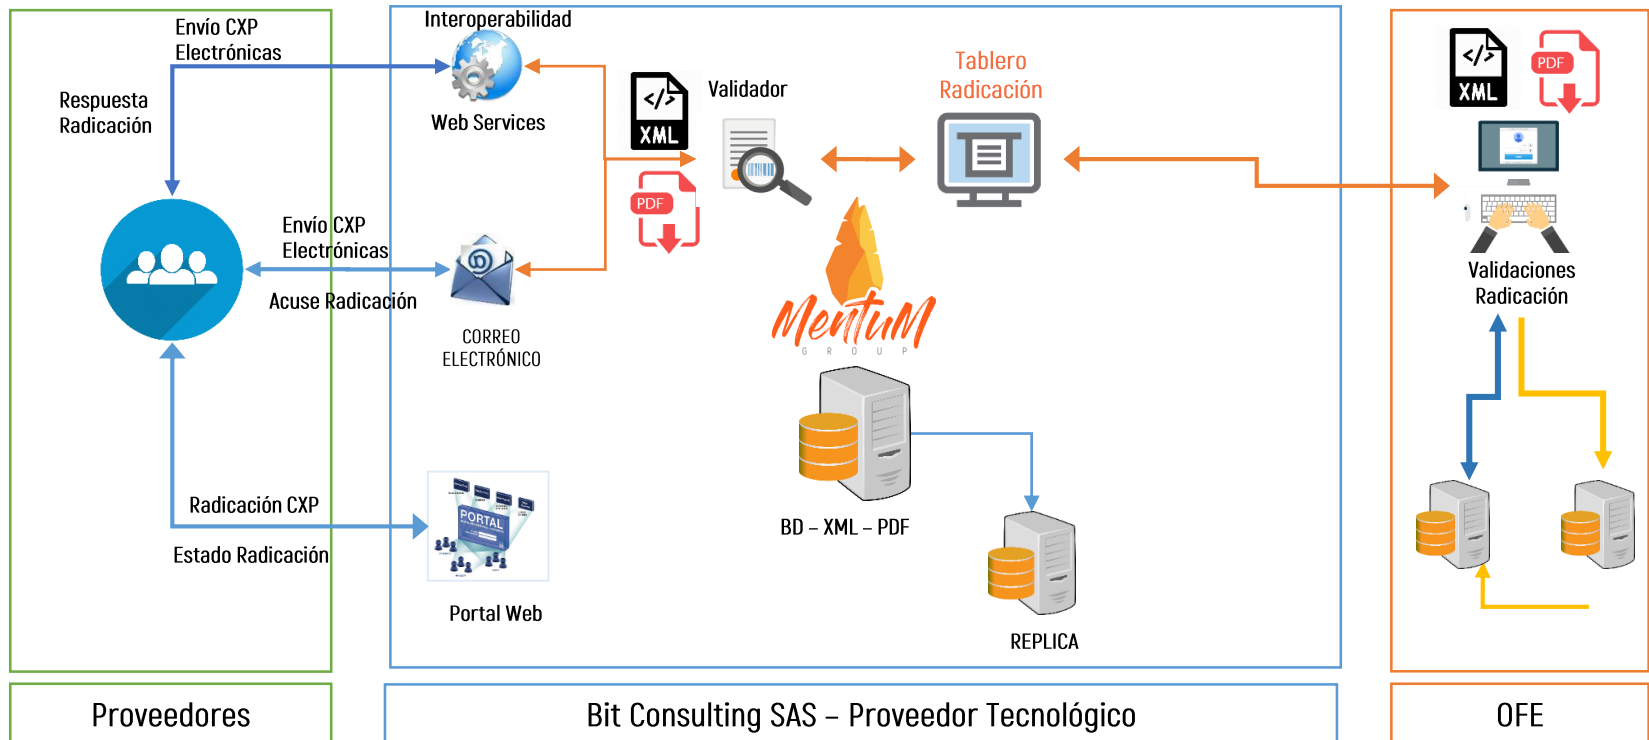 Envío CXP
Electrónicas
Respuesta
Radicación
Envío CXP
Electrónicas
Acuse Radicación
Radicación CXP
Estado Radicación
Proveedores
Interoperabilidad
Web Services
CORREO
ELECTRÓNICO
PORTAL
Portal Web
XML
PDF
Validador
Tablero
Radicación
MentuM
GROUP
BD – XML – PDF
REPLICA
Bit Consulting SAS – Proveedor Tecnológico
XML
PDF
Validaciones
Radicación
OFE